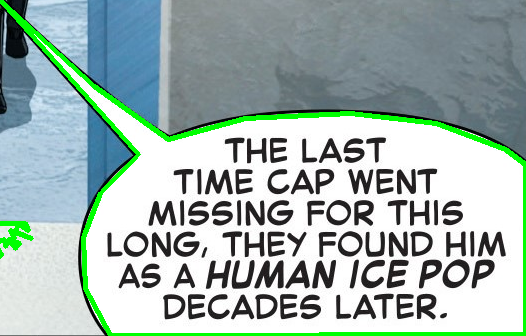 THE LAST
TIME CAP WENT
MISSING FOR THIS
LONG, THEY FOUND HIM
AS A HUMAN ICE POP
DECADES LATER.